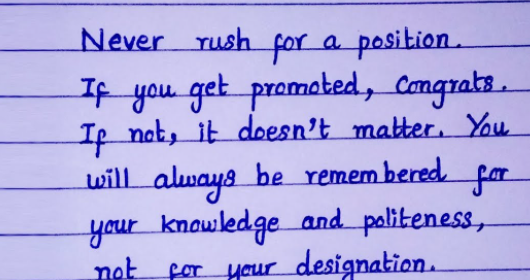 Never rush for a position.
If you get promoted, Congrats.
If not, it doesn't matter. You
will always be remembered for
your knowledge and politeness,
not for your designation.